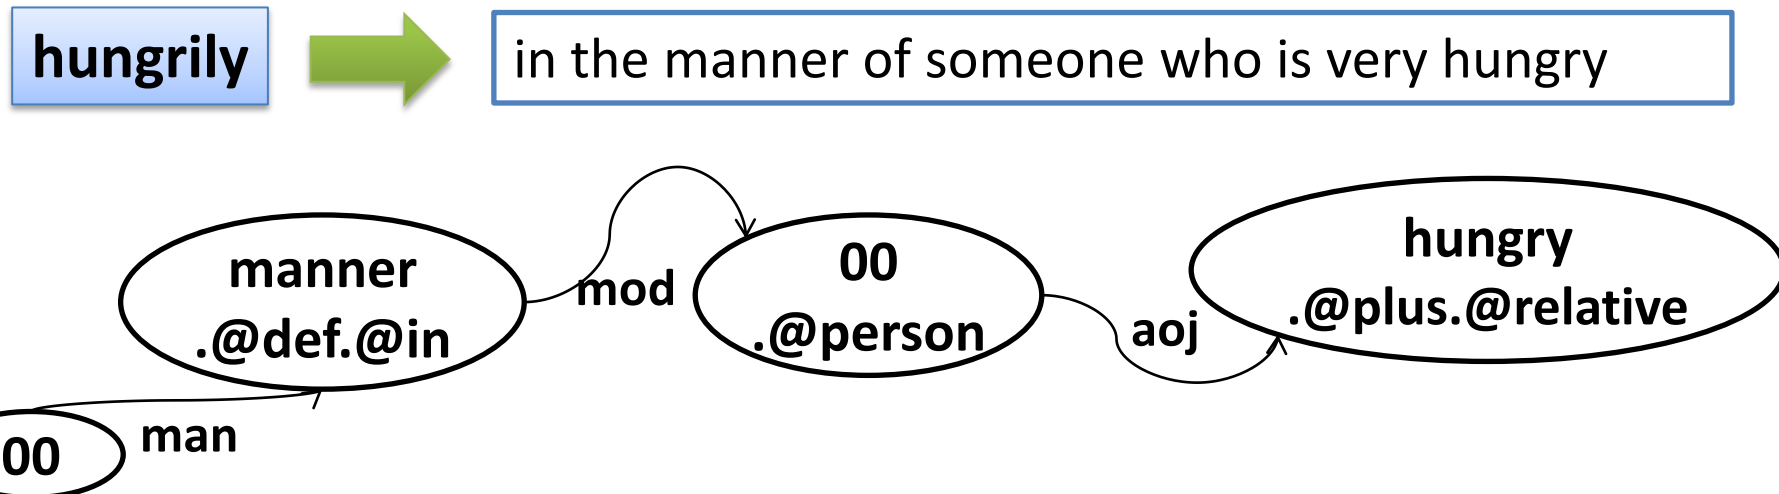 hungrily
in the manner of someone who is very hungry
manner
.@def.@in
mod
00
.@person
aoj
hungry
.@plus.@relative
00
man